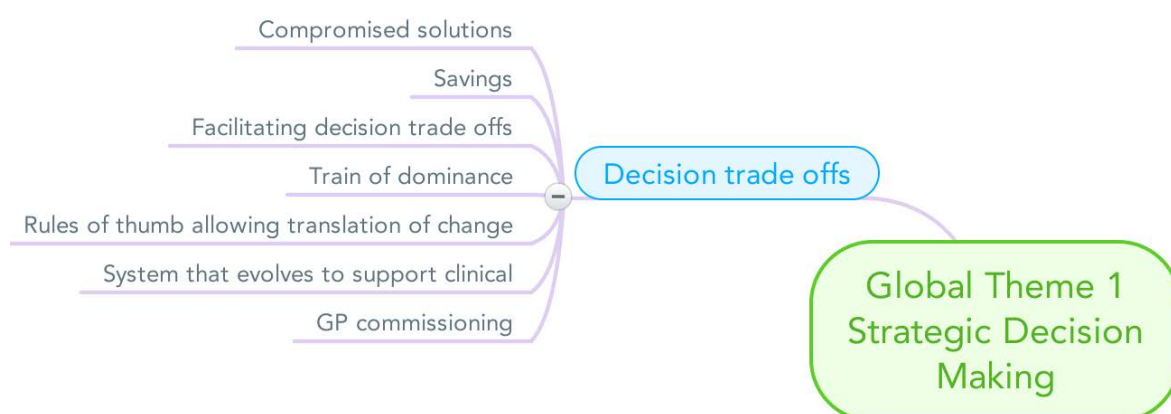 Compromised solutions
Savings
Facilitating decision trade offs
Train of dominance
Rules of thumb allowing translation of change
System that evolves to support clinical
GP commissioning
Decision trade offs
Global Theme 1
Strategic Decision
Making